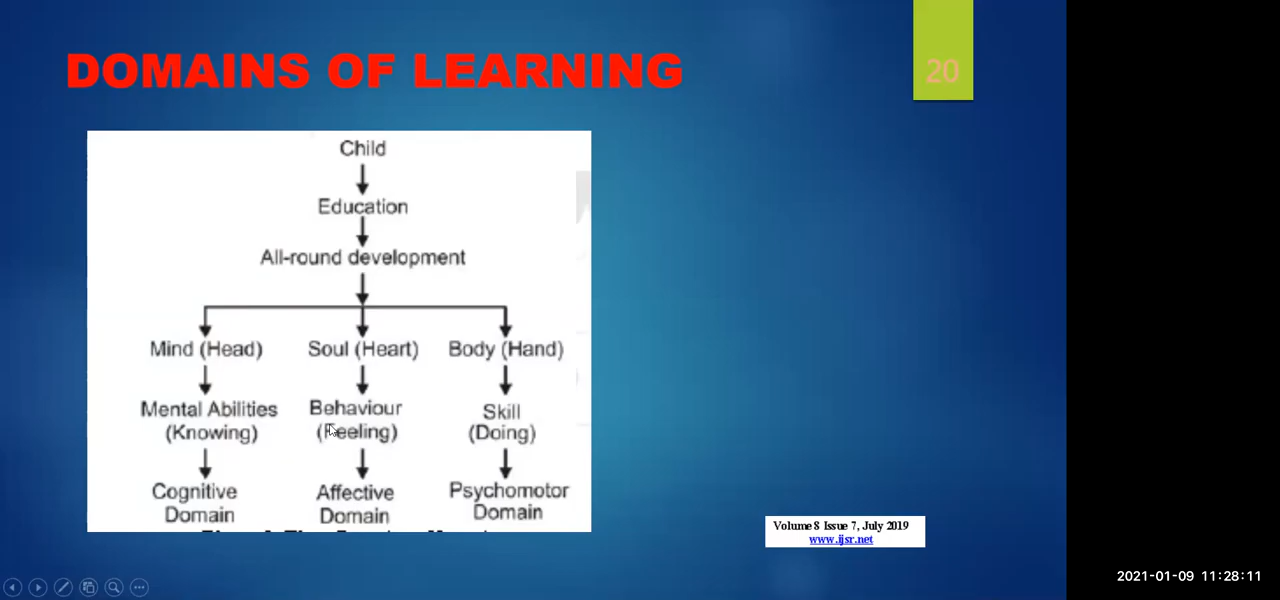 DOMAINS OF LEARNING
20
Child
Education
All-round development
Mind (Head) Soul (Heart) Body (Hand)
Mental Abilities Behaviour Skill
(Knowing) (Feeling) (Doing)
Cognitive Affective Psychomotor
Domain Domain Domain
Volume 8 Issue 7, July 2019
www.ijsr.net
2021-01-09 11:28:11